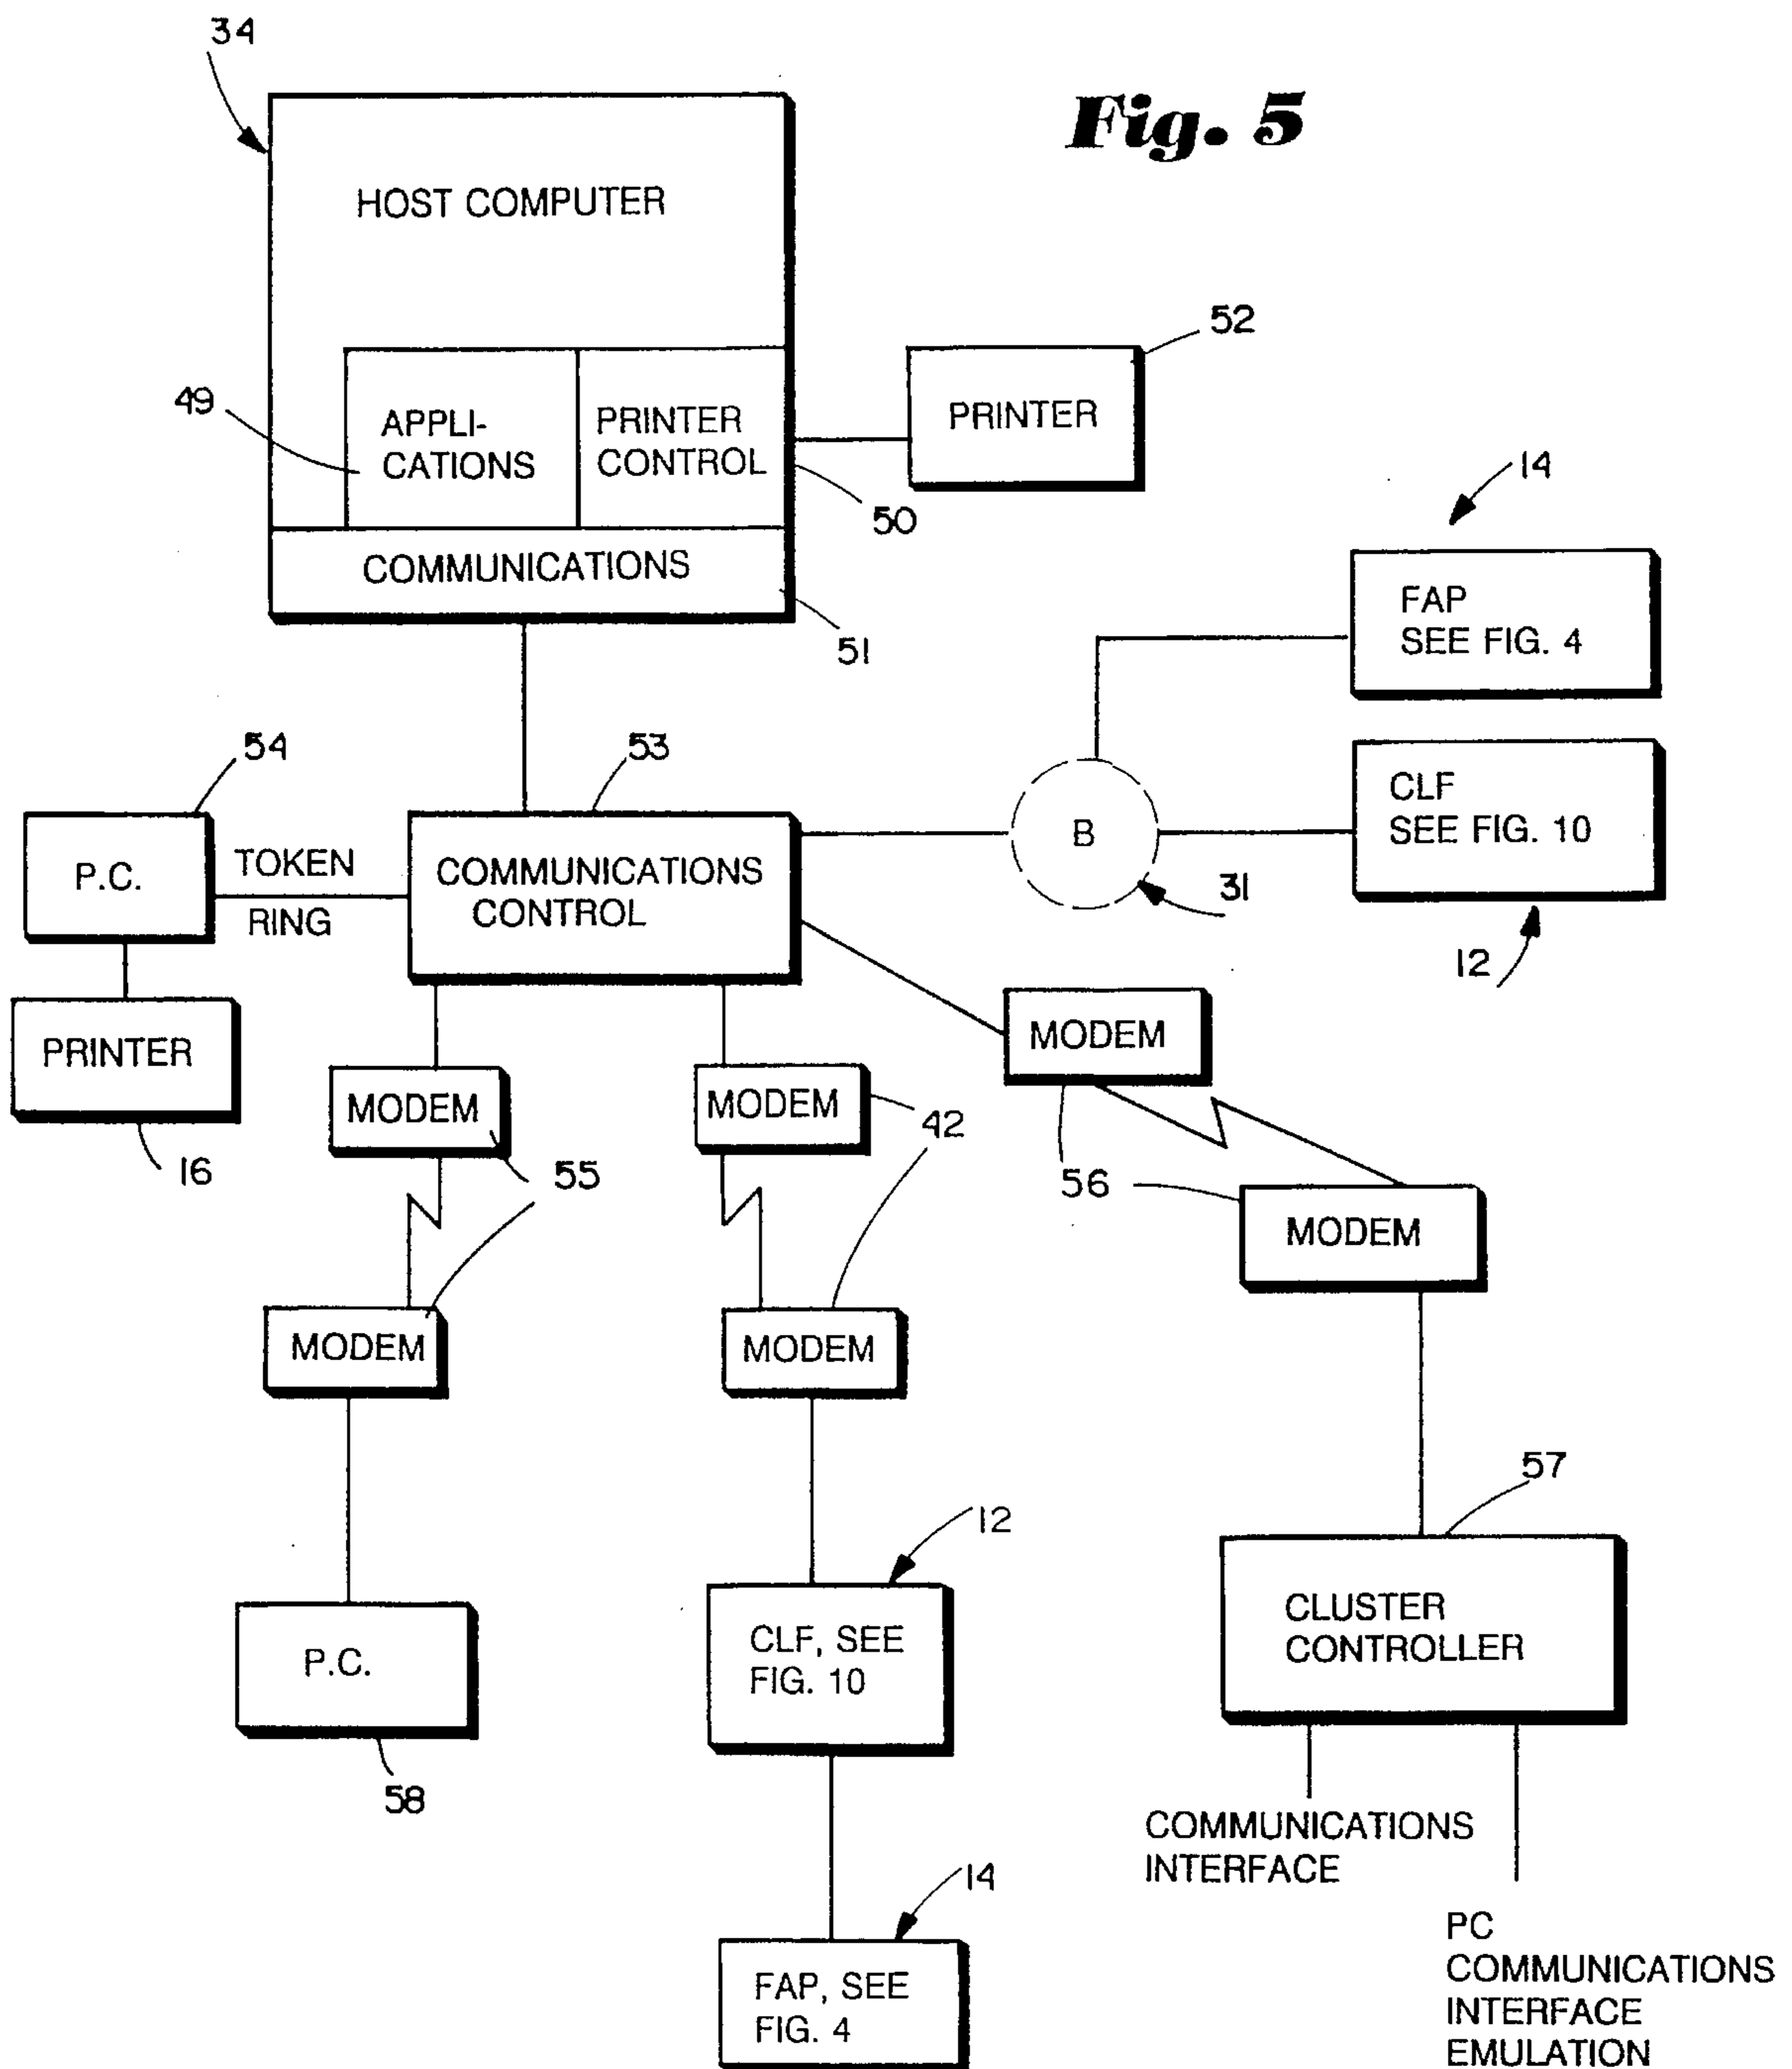 34
Fig. 5
HOST COMPUTER
52
49
APPLI-
CATIONS
PRINTER
CONTROL
PRINTER
50
14
COMMUNICATIONS
51
FAP
SEE FIG. 4
54
53
CLF
SEE FIG. 10
P.C.
TOKEN
RING
COMMUNICATIONS
CONTROL
B
31
12
PRINTER
16
MODEM
55
MODEM
42
MODEM
56
MODEM
MODEM
MODEM
57
12
P.C.
58
CLF, SEE
FIG. 10
CLUSTER
CONTROLLER
COMMUNICATIONS
INTERFACE
14
FAP, SEE
FIG. 4
PC
COMMUNICATIONS
INTERFACE
EMULATION